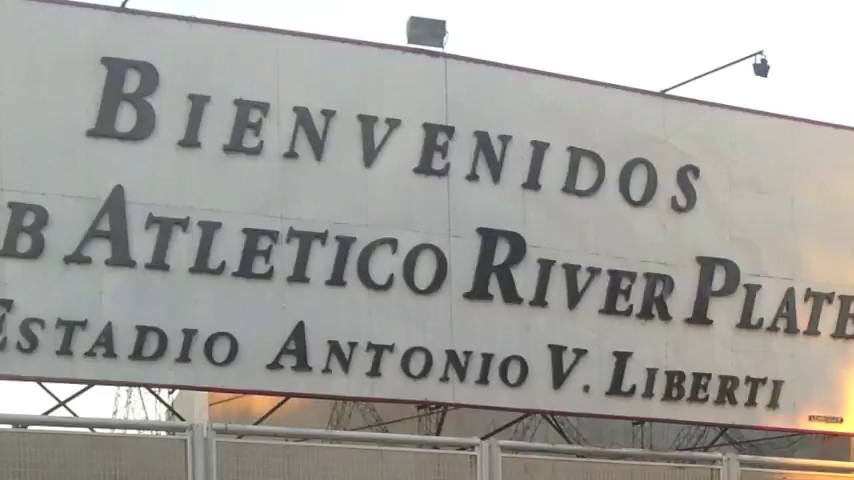 BIENVENIDOS
B ATLETICO RIVER PLATE
ESTADIO ANTONIO V. LIBERTI